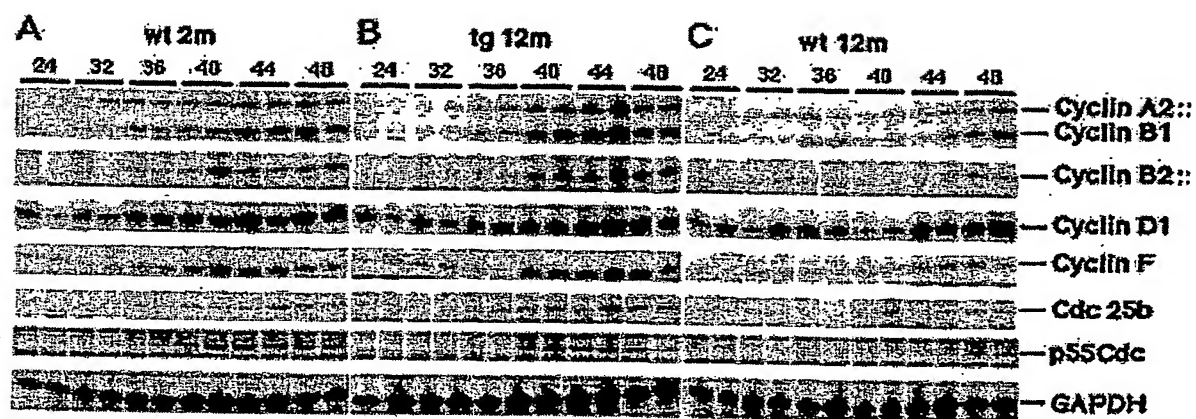 A wt 2m B tg 12m C wt 12m
24 32 36 40 44 48 24 32 36 40 44 48 24 32 36 40 44 48
Cyclin A2::
Cyclin B1
Cyclin B2::
Cyclin D1
Cyclin F
Cdc 25b
p55Cdc
GAPDH